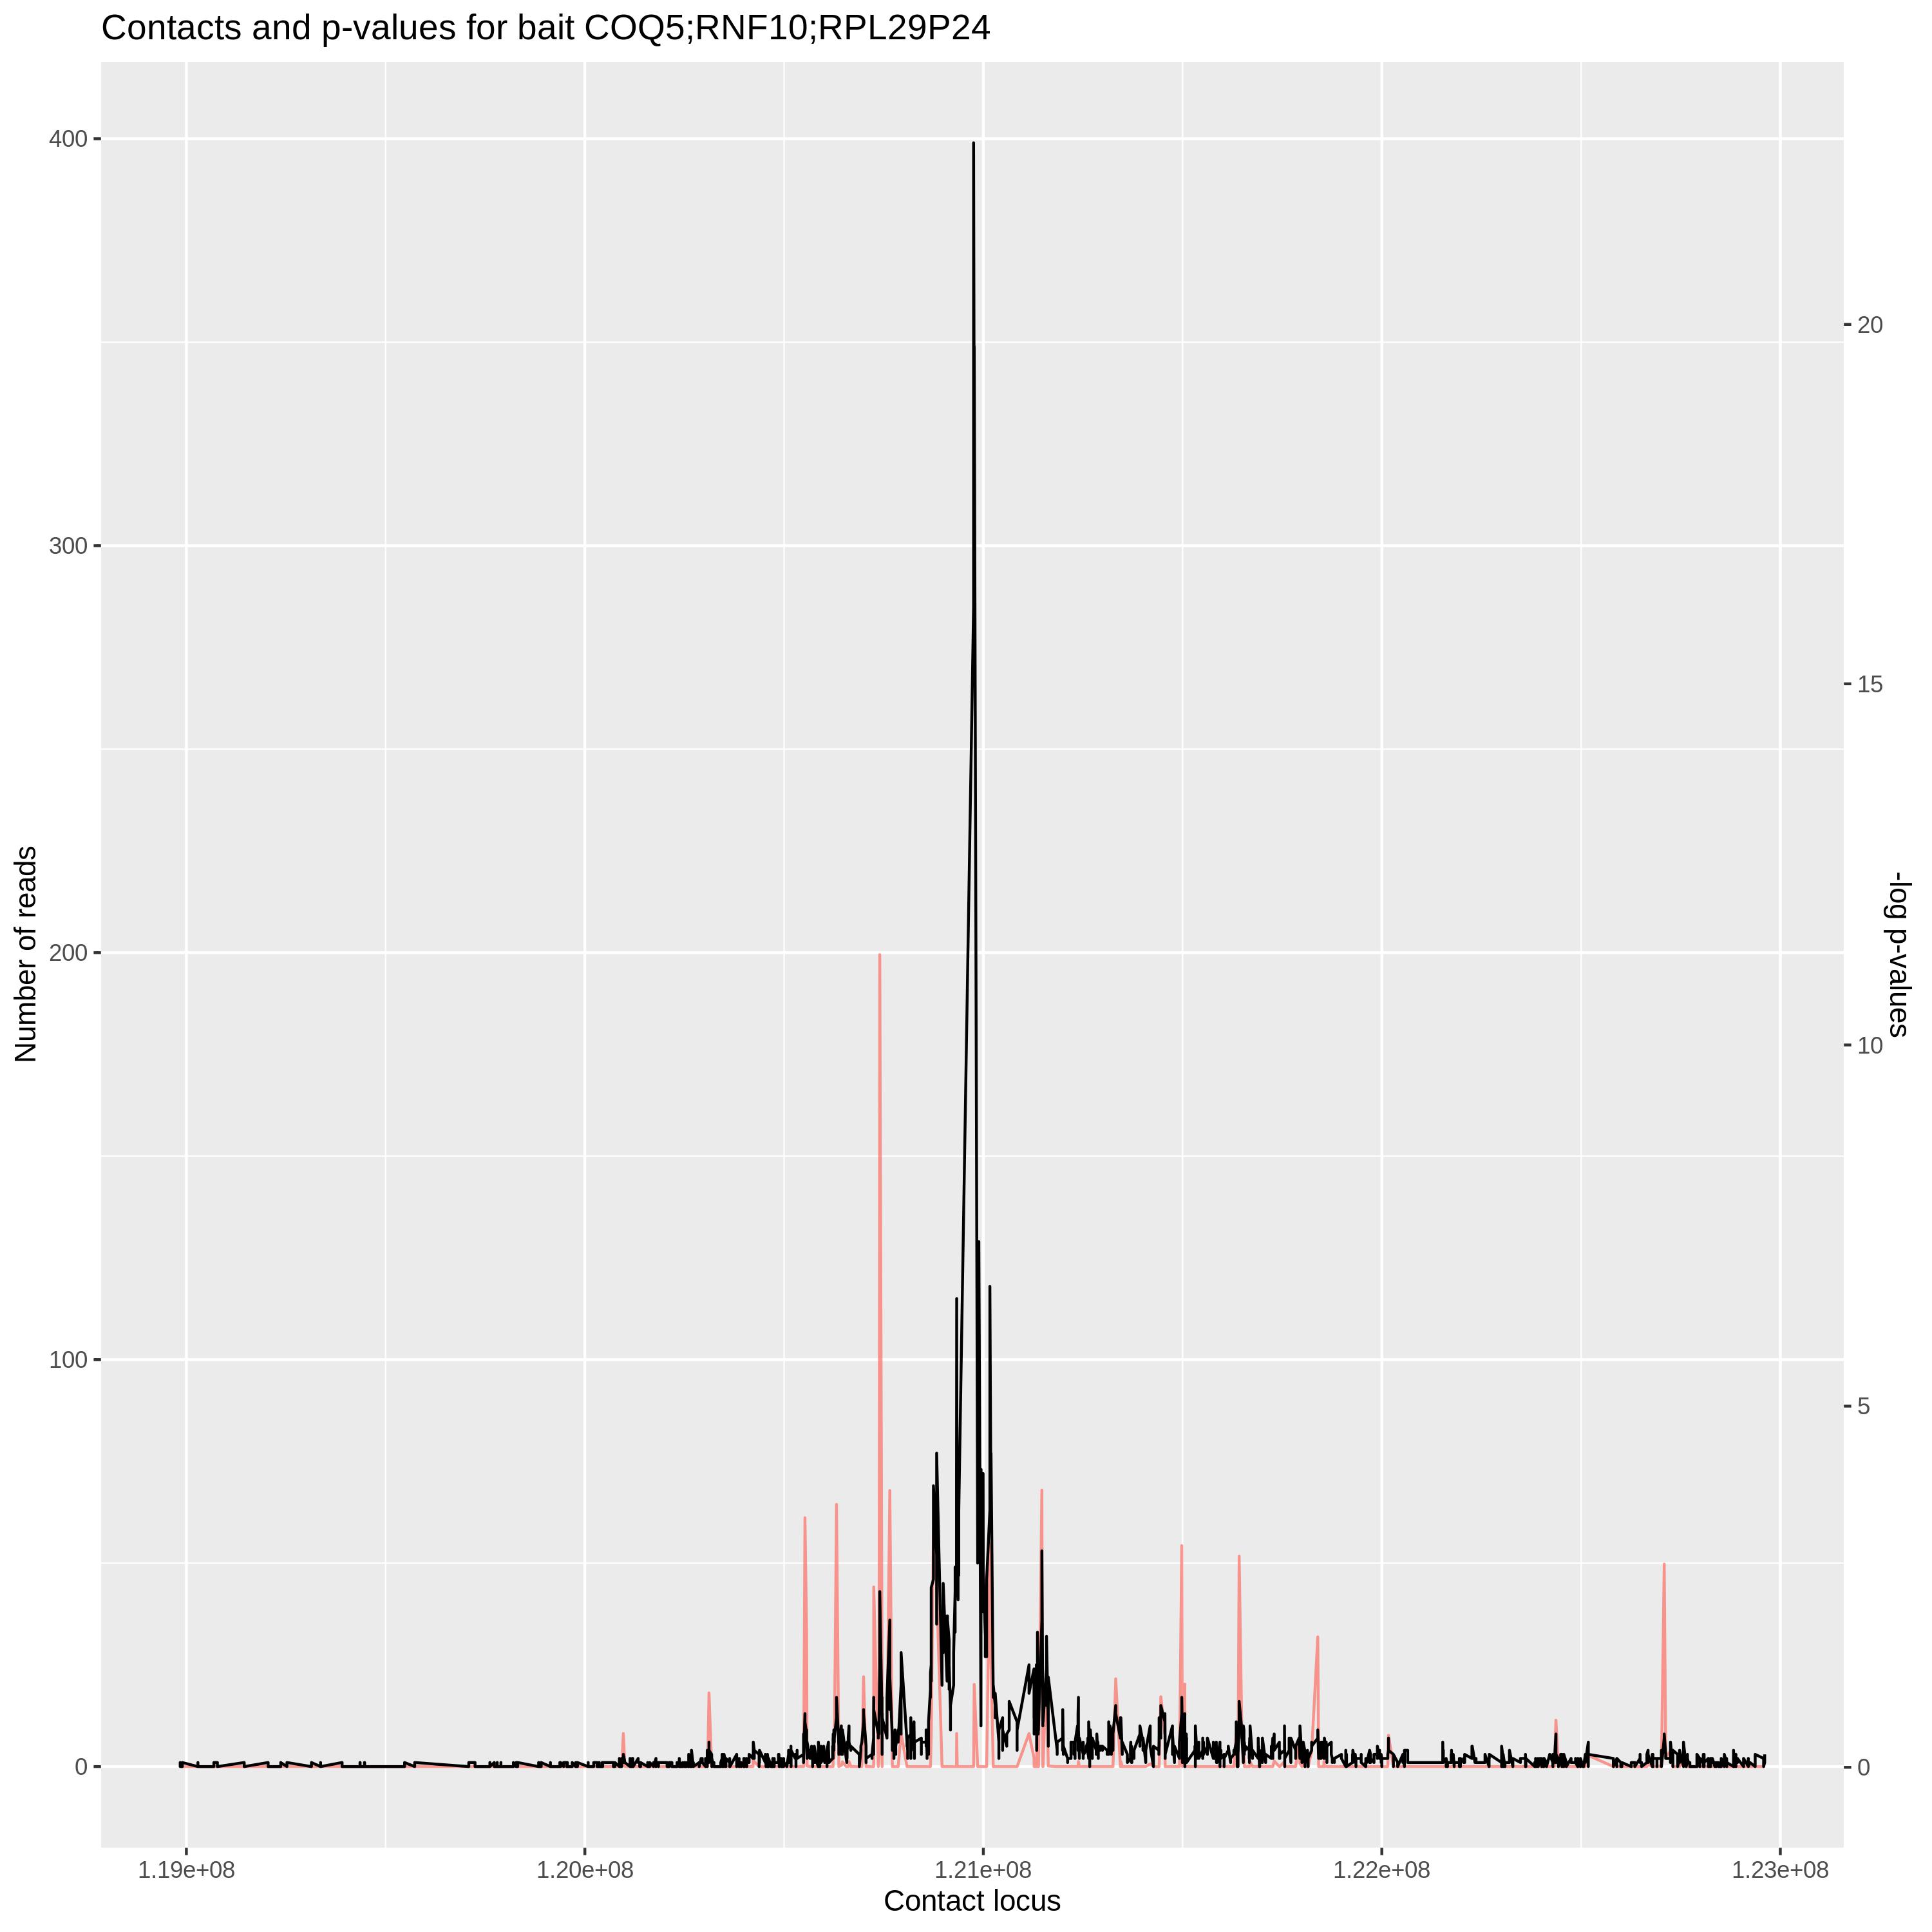 Contacts and p-values for bait COQ5;RNF10;RPL29P24
400
300
200
100
0
Number of reads
20
15
10
5
0
-log p-values
1.19e+08 1.20e+08 1.21e+08 1.22e+08 1.23e+08
Contact locus